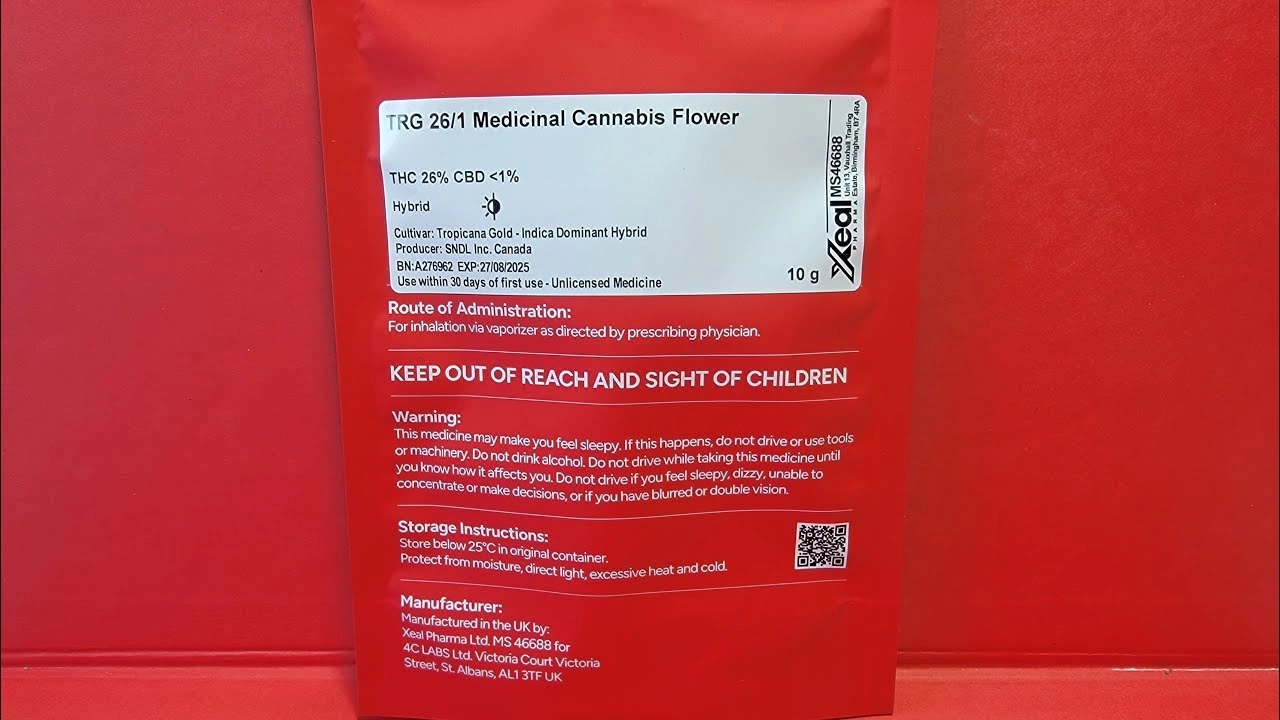 TRG 26/1 Medicinal Cannabis Flower
THC 26% CBD <1%
Hybrid
Cultivar: Tropicana Gold - Indica Dominant Hybrid
Producer: SNDL Inc. Canada
BN:A276962 EXP:27/08/2025
Use within 30 days of first use - Unlicensed Medicine
10 g
Xeal
PHARMA
MS46688
Unit 13, Vauxhall Trading
Estate, Birmingham, B7 4RA
Route of Administration:
For inhalation via vaporizer as directed by prescribing physician.
KEEP OUT OF REACH AND SIGHT OF CHILDREN
Warning:
This medicine may make you feel sleepy. If this happens, do not drive or use tools
or machinery. Do not drink alcohol. Do not drive while taking this medicine until
you know how it affects you. Do not drive if you feel sleepy, dizzy, unable to
concentrate or make decisions, or if you have blurred or double vision.
Storage Instructions:
Store below 25°C in original container.
Protect from moisture, direct light, excessive heat and cold.
Manufacturer:
Manufactured in the UK by:
Xeal Pharma Ltd. MS 46688 for
4C LABS Ltd. Victoria Court Victoria
Street, St. Albans, AL1 3TF UK